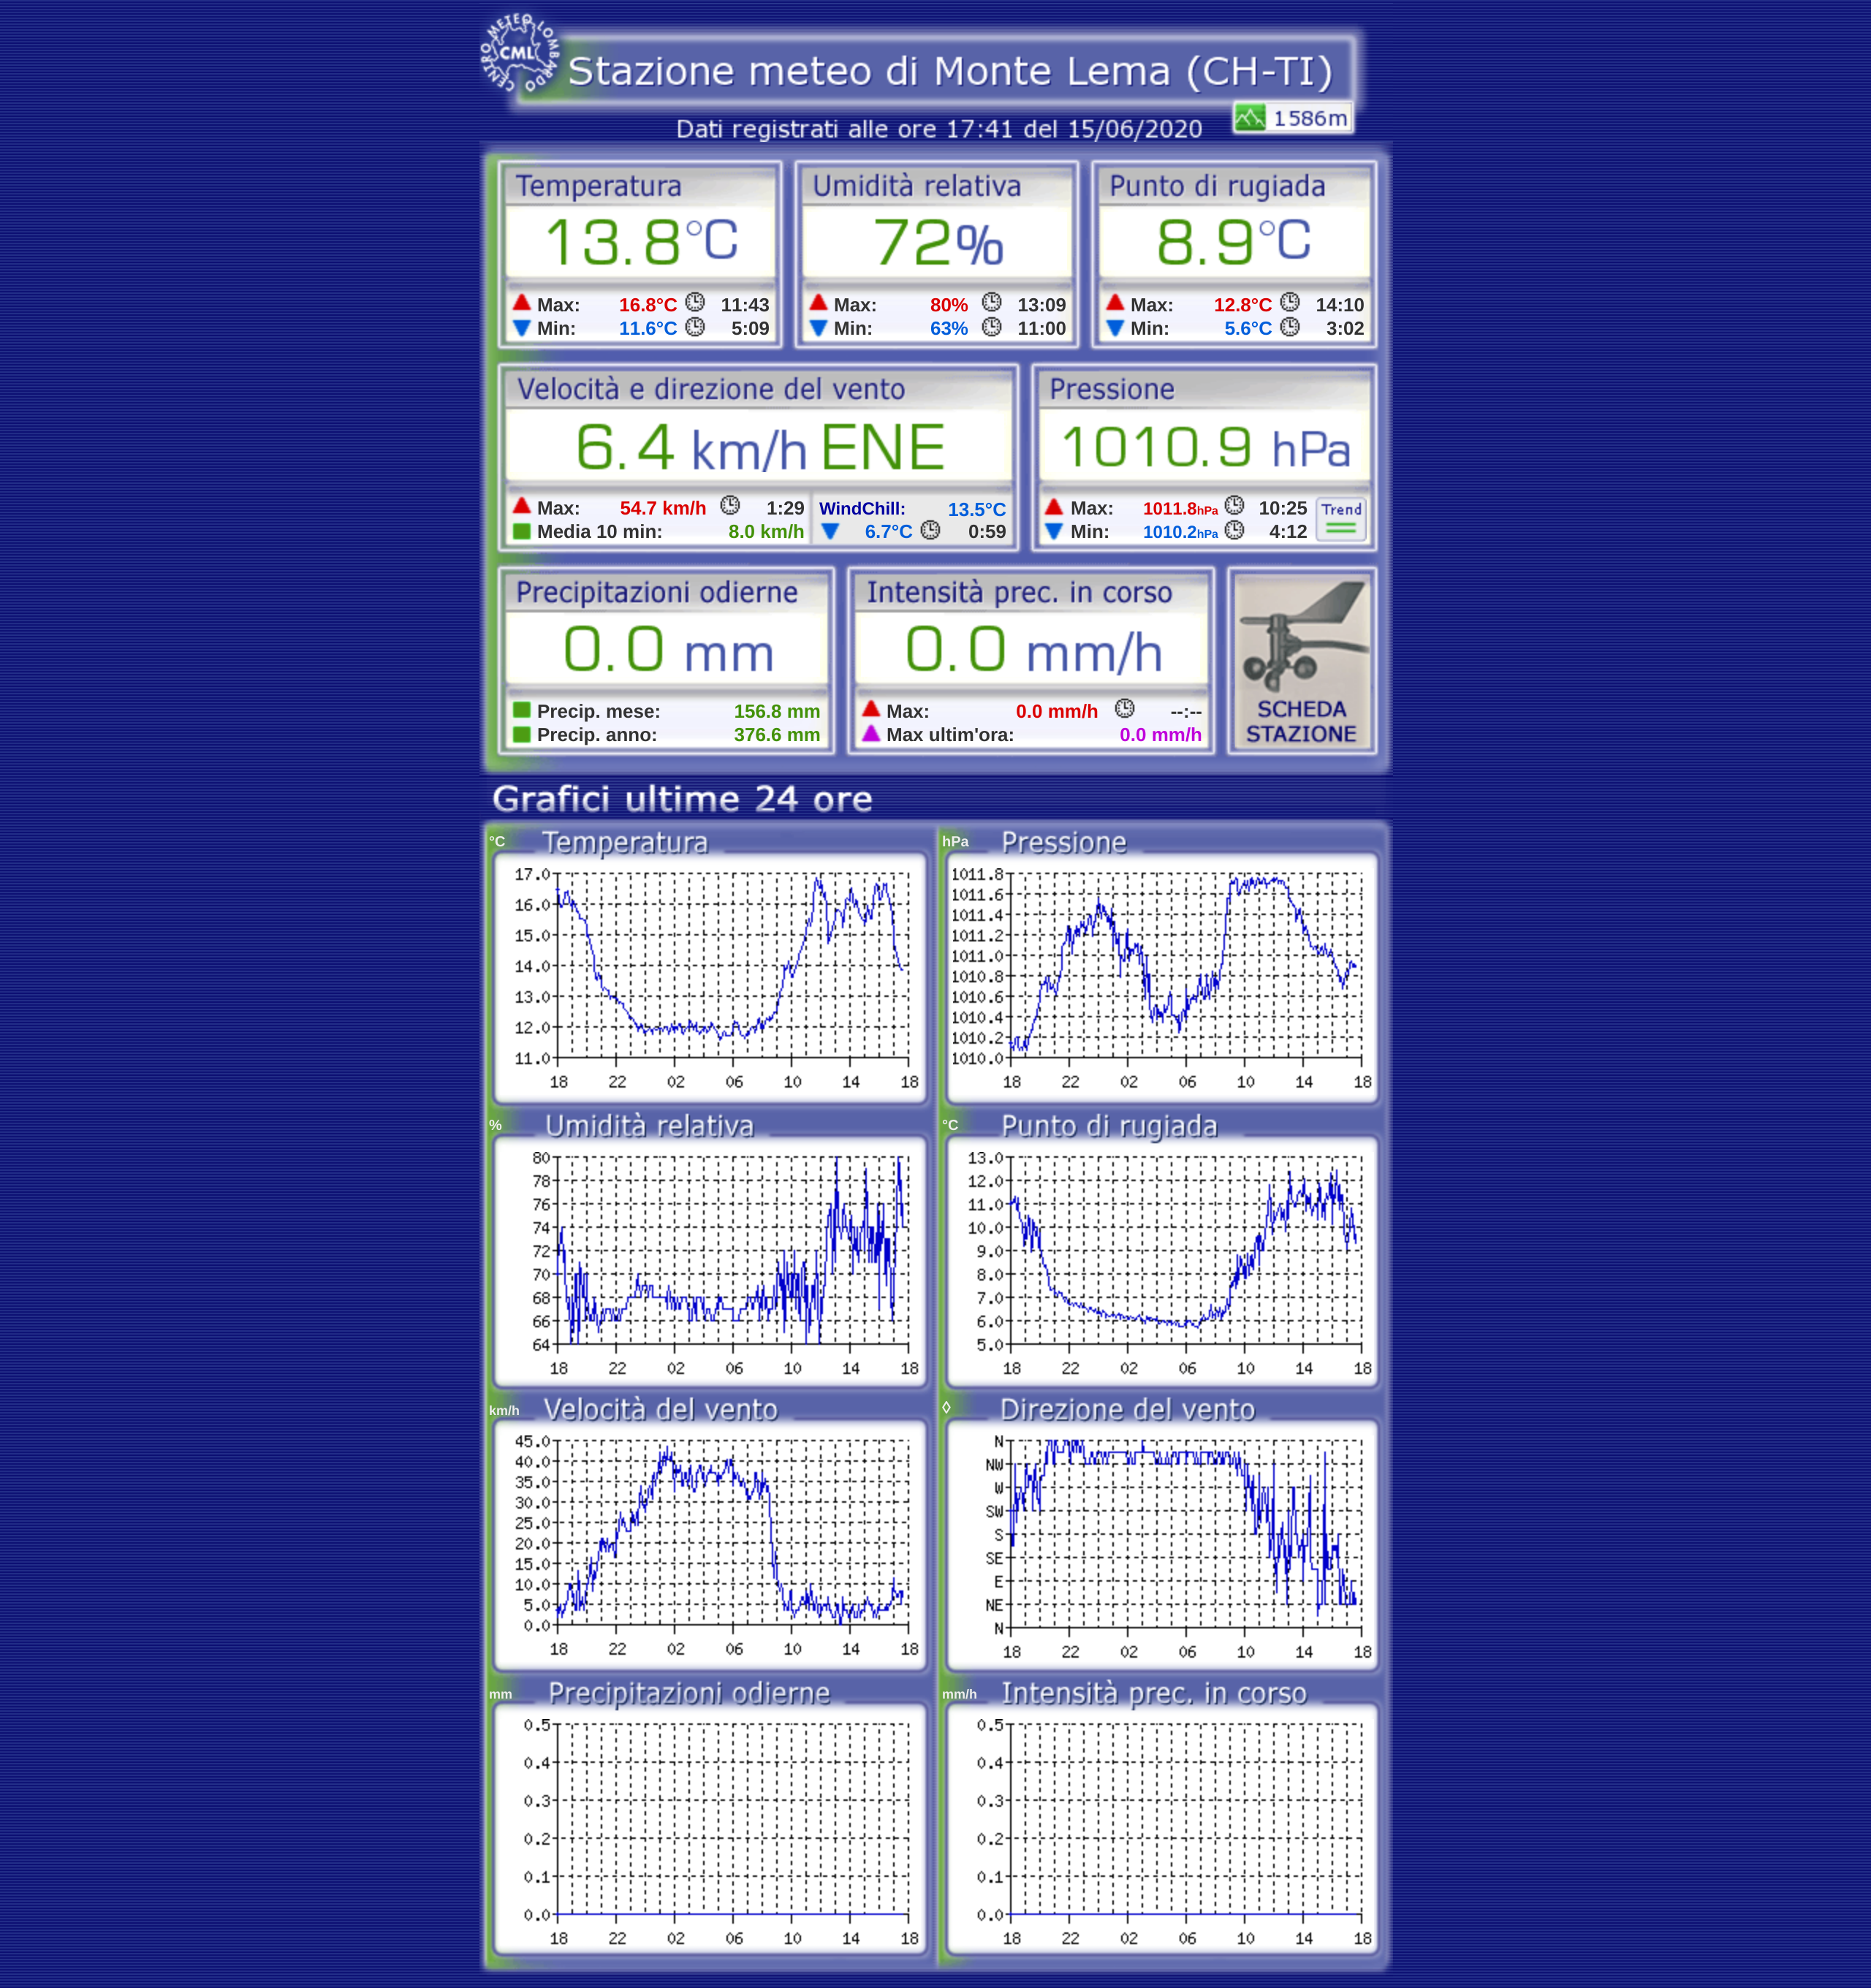 CENTRO METEO LOMBARDO
CML
Stazione meteo di Monte Lema (CH-TI)
1586m
Dati registrati alle ore 17:41 del 15/06/2020
Temperatura
13.8°C
Max: 16.8°C 11:43
Min: 11.6°C 5:09
Umidità relativa
72%
Max: 80% 13:09
Min: 63% 11:00
Punto di rugiada
8.9°C
Max: 12.8°C 14:10
Min: 5.6°C 3:02
Velocità e direzione del vento
6.4 km/h ENE
Max: 54.7 km/h 1:29
Media 10 min: 8.0 km/h
WindChill: 13.5°C
6.7°C 0:59
Pressione
1010.9 hPa
Max: 1011.8hPa 10:25
Min: 1010.2hPa 4:12
Trend
Precipitazioni odierne
0.0 mm
Precip. mese: 156.8 mm
Precip. anno: 376.6 mm
Intensità prec. in corso
0.0 mm/h
Max: 0.0 mm/h --:--
Max ultim'ora: 0.0 mm/h
SCHEDA
STAZIONE
Grafici ultime 24 ore
°C Temperatura
17.0
16.0
15.0
14.0
13.0
12.0
11.0
18 22 02 06 10 14 18
hPa Pressione
1011.8
1011.6
1011.4
1011.2
1011.0
1010.8
1010.6
1010.4
1010.2
1010.0
18 22 02 06 10 14 18
% Umidità relativa
80
78
76
74
72
70
68
66
64
18 22 02 06 10 14 18
°C Punto di rugiada
13.0
12.0
11.0
10.0
9.0
8.0
7.0
6.0
5.0
18 22 02 06 10 14 18
km/h Velocità del vento
45.0
40.0
35.0
30.0
25.0
20.0
15.0
10.0
5.0
0.0
18 22 02 06 10 14 18
◊ Direzione del vento
N
NW
W
SW
S
SE
E
NE
N
18 22 02 06 10 14 18
mm Precipitazioni odierne
0.5
0.4
0.3
0.2
0.1
0.0
18 22 02 06 10 14 18
mm/h Intensità prec. in corso
0.5
0.4
0.3
0.2
0.1
0.0
18 22 02 06 10 14 18